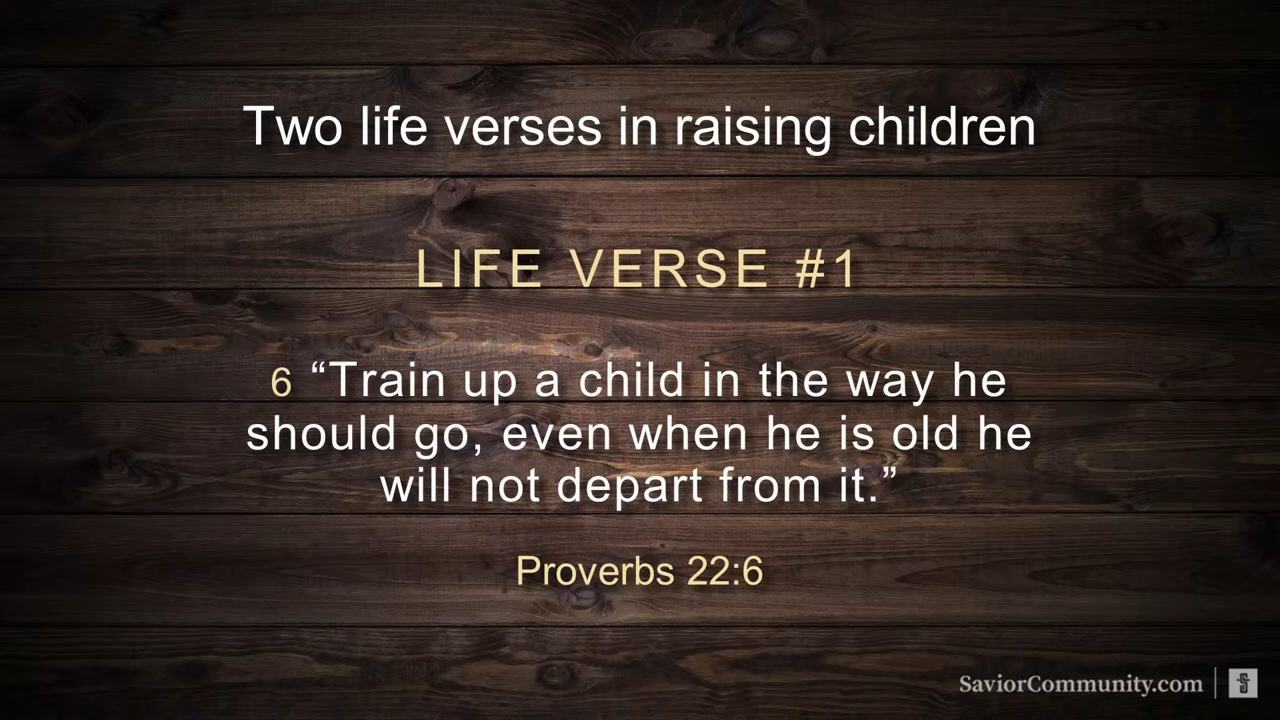 Two life verses in raising children
LIFE VERSE #1
6 “Train up a child in the way he
should go, even when he is old he
will not depart from it.”
Proverbs 22:6
SaviorCommunity.com